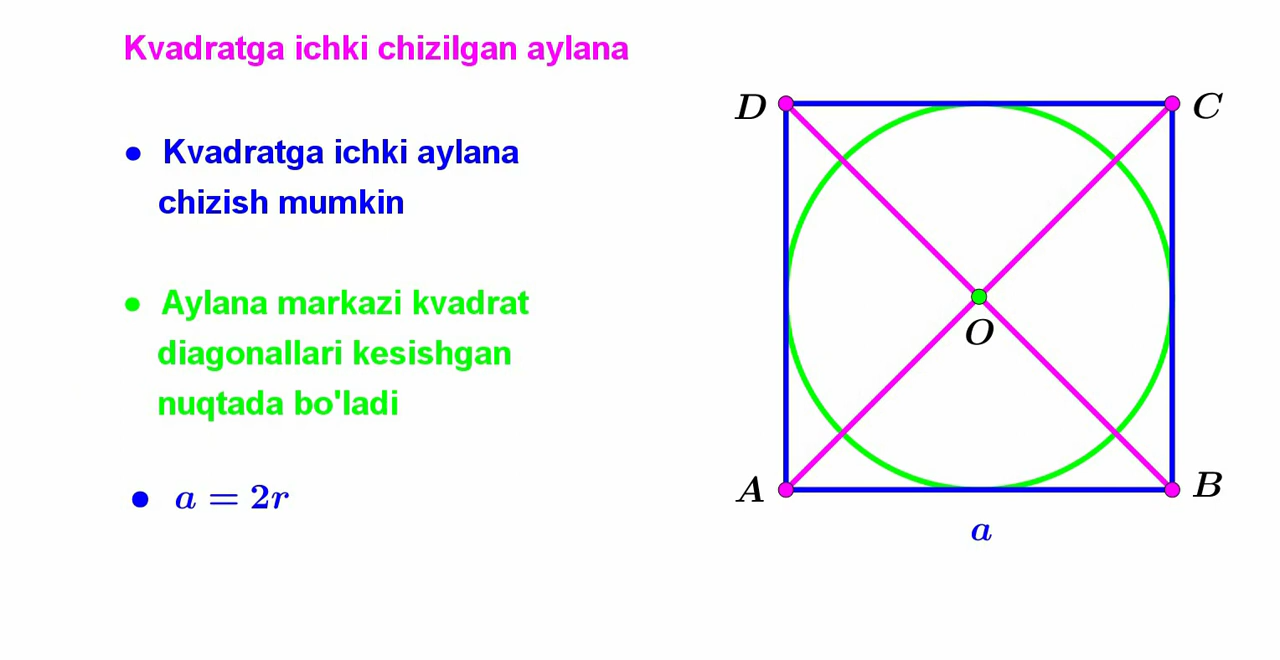 Kvadratga ichki chizilgan aylana
● Kvadratga ichki aylana
chizish mumkin
● Aylana markazi kvadrat
diagonallari kesishgan
nuqtada bo'ladi
● a = 2r
D
C
O
A
B
a